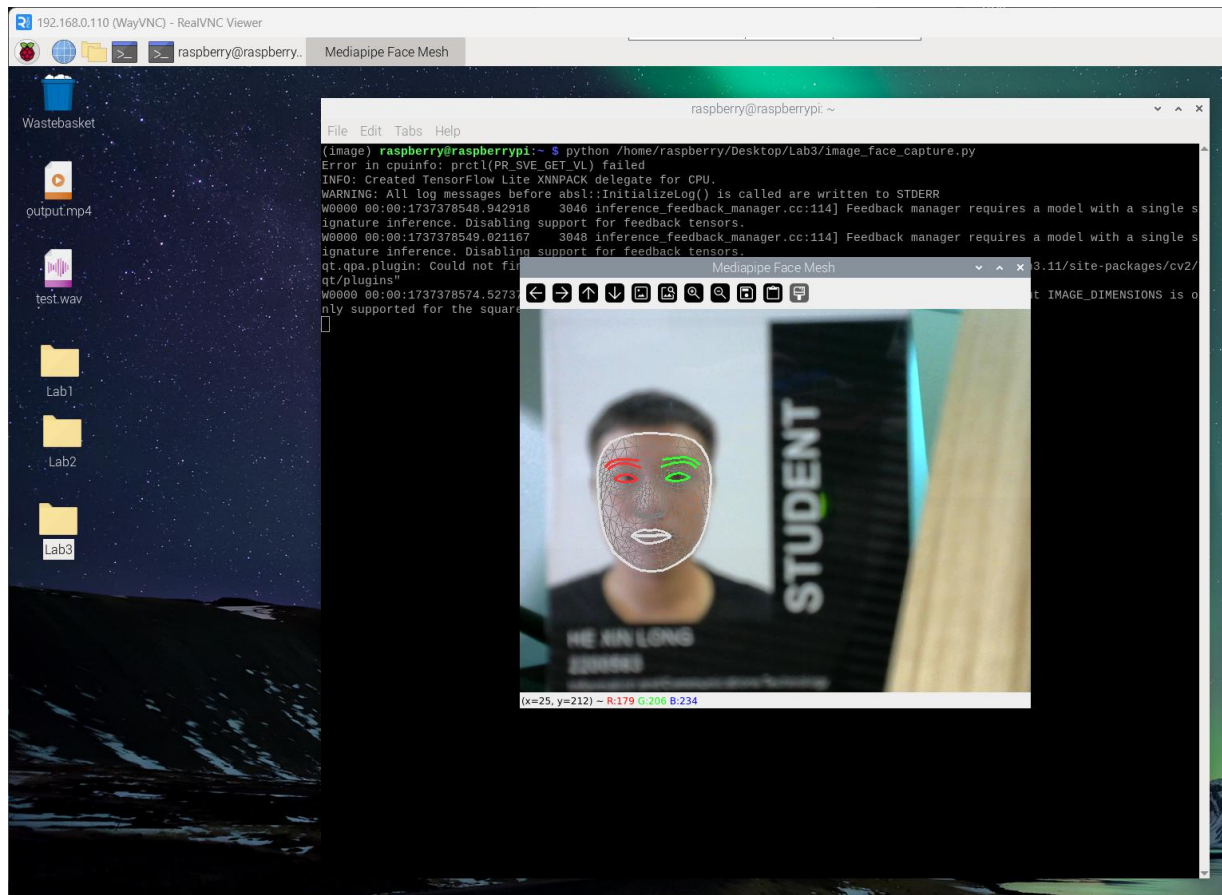 192.168.0.110 (WayVNC) - RealVNC Viewer
raspberry@raspberry..
Mediapipe Face Mesh
Wastebasket
output.mp4
test.wav
Lab1
Lab2
Lab3
raspberry@raspberrypi: ~
File Edit Tabs Help
(image) raspberry@raspberrypi:~ $ python /home/raspberry/Desktop/Lab3/image_face_capture.py
Error in cpuinfo: prctl(PR_SVE_GET_VL) failed
INFO: Created TensorFlow Lite XNNPACK delegate for CPU.
WARNING: All log messages before absl::InitializeLog() is called are written to STDERR
W0000 00:00:1737378548.942918    3046 inference_feedback_manager.cc:114] Feedback manager requires a model with a single s
ignature inference. Disabling support for feedback tensors.
W0000 00:00:1737378549.021167    3048 inference_feedback_manager.cc:114] Feedback manager requires a model with a single s
ignature inference. Disabling support for feedback tensors.
qt.qpa.plugin: Could not fin 3.11/site-packages/cv2/
qt/plugins"
W0000 00:00:1737378574.52737 t IMAGE_DIMENSIONS is o
nly supported for the square
Mediapipe Face Mesh
STUDENT
HE XIN LONG
2200563
(x=25, y=212) ~ R:179 G:206 B:234